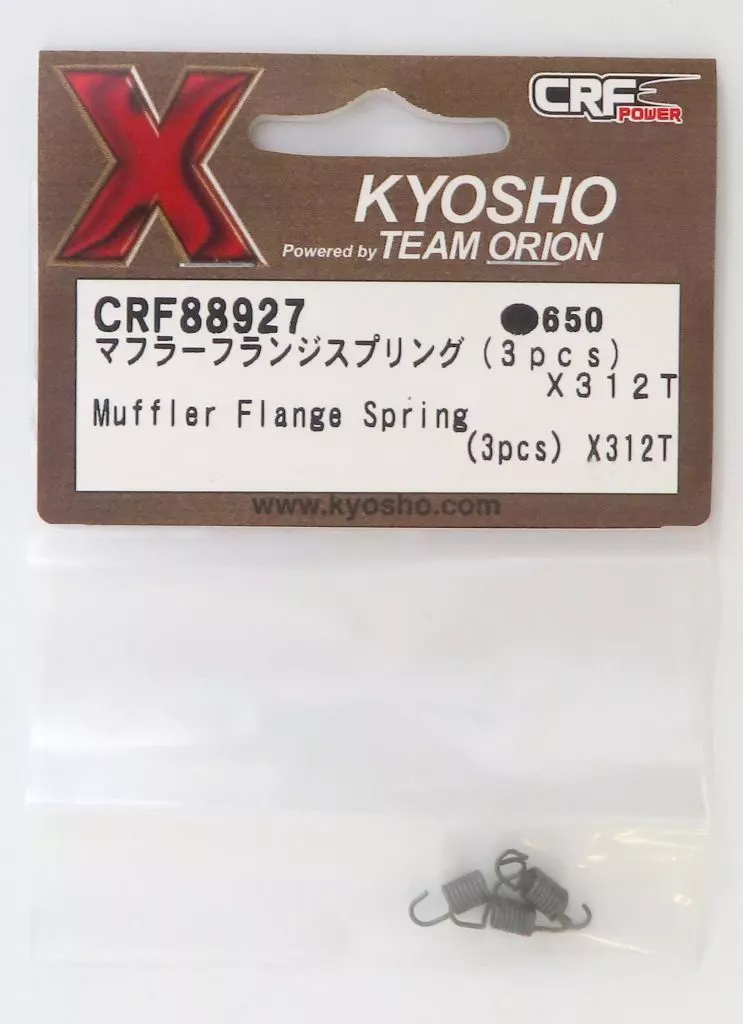 X
CRF
POWER
KYOSHO
Powered by TEAM ORION
CRF88927 ●650
マフラーフランジスプリング(3pcs)
X312T
Muffler Flange Spring
(3pcs) X312T
www.kyosho.com